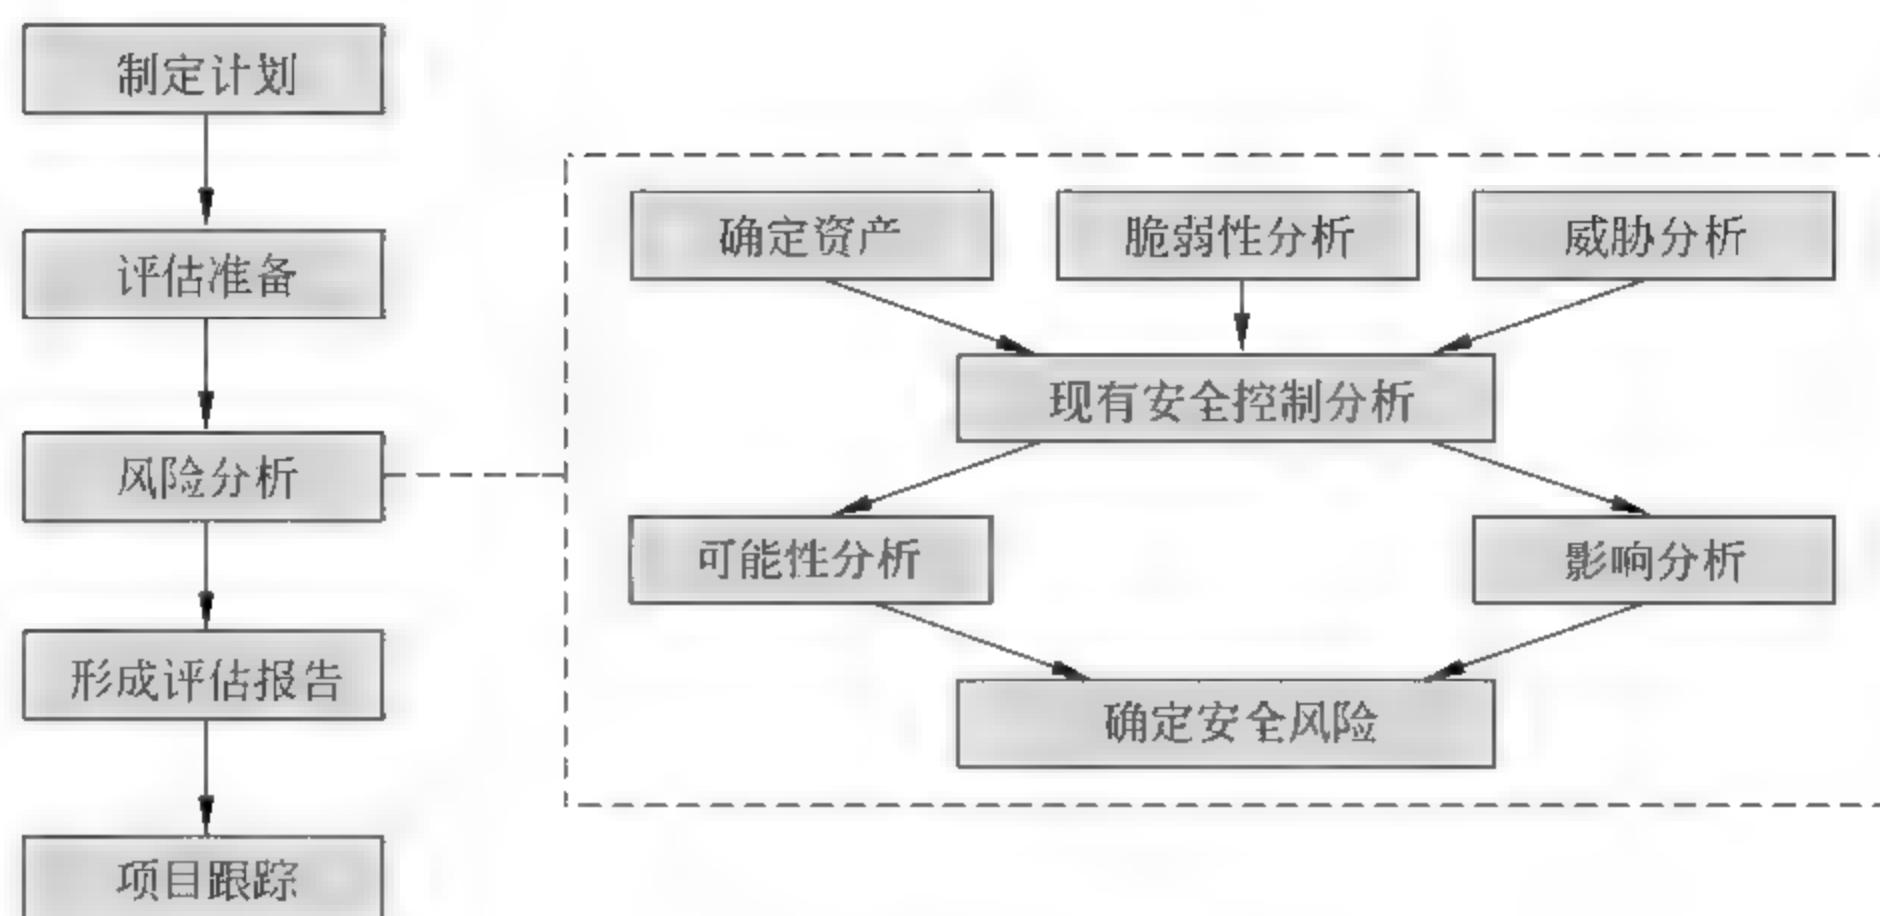 制定计划
评估准备
风险分析
形成评估报告
项目跟踪
确定资产
脆弱性分析
威胁分析
现有安全控制分析
可能性分析
影响分析
确定安全风险